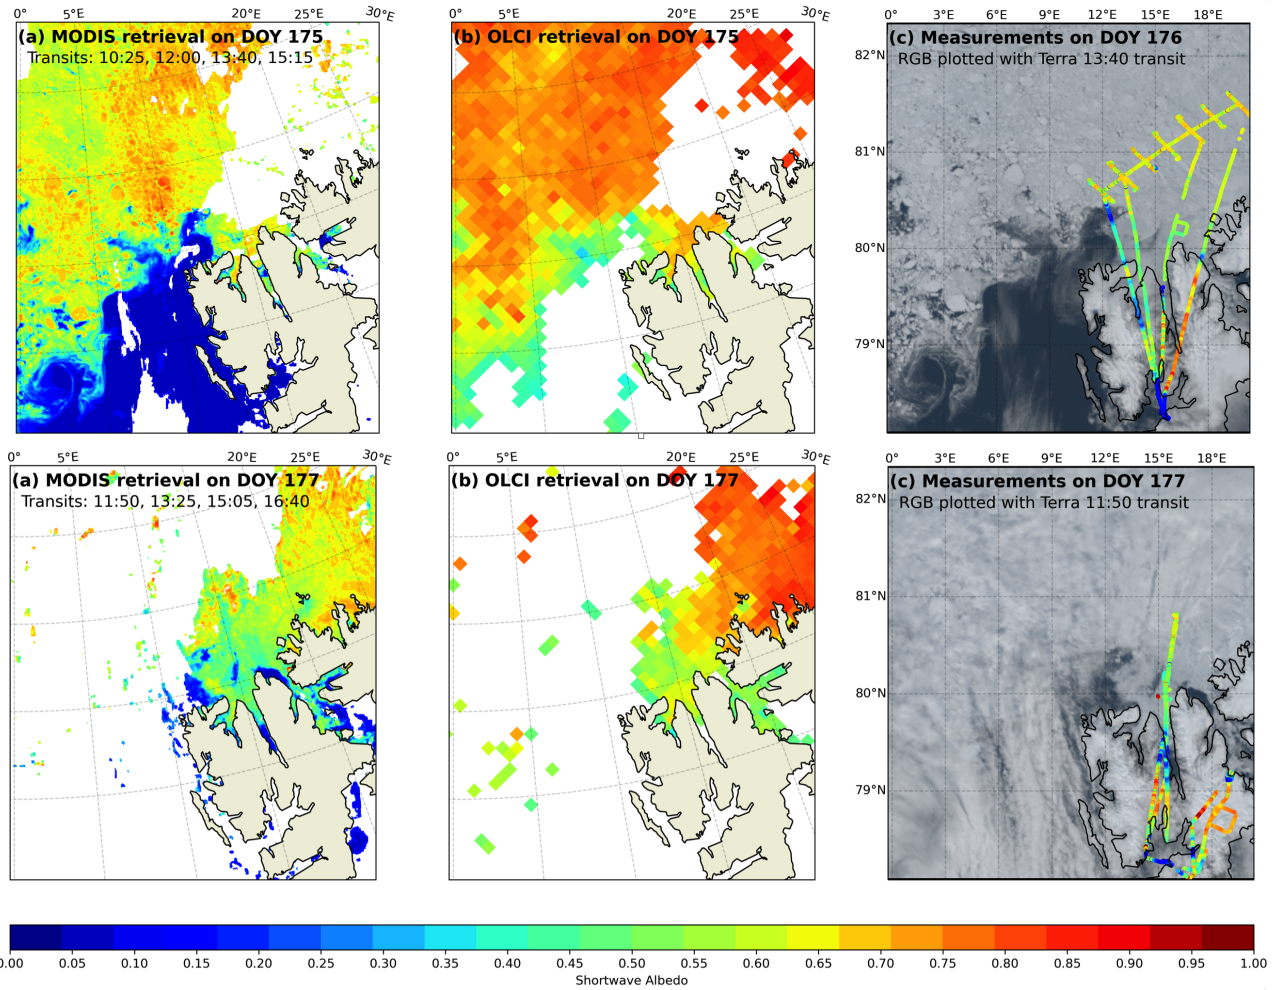 0° 5°E 20°E 25°E 30°E
(a) MODIS retrieval on DOY 175
Transits: 10:25, 12:00, 13:40, 15:15
0° 5°E 20°E 25°E 30°E
(b) OLCI retrieval on DOY 175
0° 3°E 6°E 9°E 12°E 15°E 18°E
(c) Measurements on DOY 176
RGB plotted with Terra 13:40 transit
82°N
81°N
80°N
79°N
0° 5°E 20°E 25°E 30°E
(a) MODIS retrieval on DOY 177
Transits: 11:50, 13:25, 15:05, 16:40
0° 5°E 20°E 25°E 30°E
(b) OLCI retrieval on DOY 177
0° 3°E 6°E 9°E 12°E 15°E 18°E
(c) Measurements on DOY 177
RGB plotted with Terra 11:50 transit
82°N
81°N
80°N
79°N
0.00 0.05 0.10 0.15 0.20 0.25 0.30 0.35 0.40 0.45 0.50 0.55 0.60 0.65 0.70 0.75 0.80 0.85 0.90 0.95 1.00
Shortwave Albedo